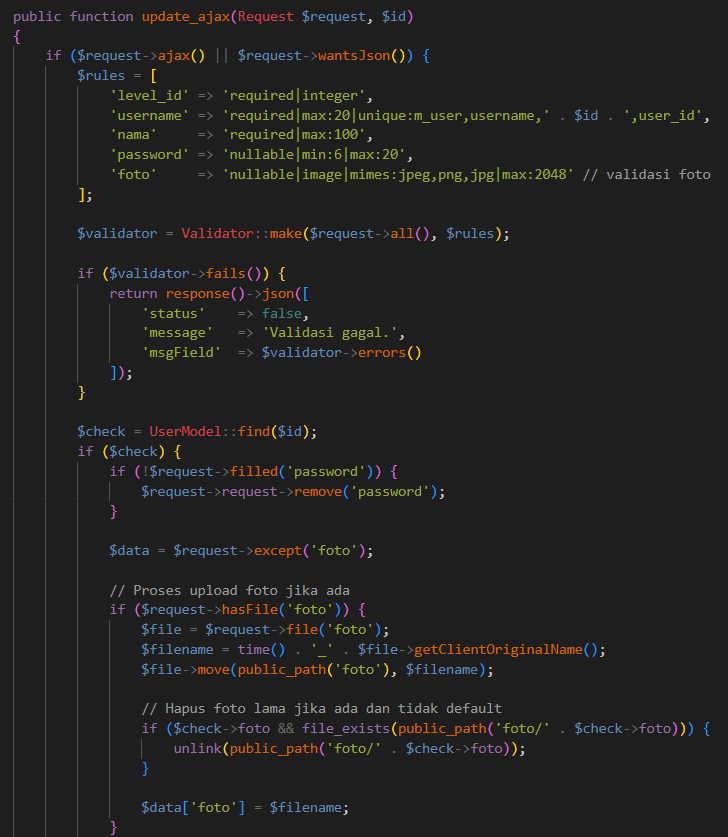 public function update_ajax(Request $request, $id)
{
    if ($request->ajax() || $request->wantsJson()) {
        $rules = [
            'level_id' => 'required|integer',
            'username' => 'required|max:20|unique:m_user,username,' . $id . ',user_id',
            'nama'     => 'required|max:100',
            'password' => 'nullable|min:6|max:20',
            'foto'     => 'nullable|image|mimes:jpeg,png,jpg|max:2048' // validasi foto
        ];

        $validator = Validator::make($request->all(), $rules);

        if ($validator->fails()) {
            return response()->json([
                'status'    => false,
                'message'   => 'Validasi gagal.',
                'msgField'  => $validator->errors()
            ]);
        }

        $check = UserModel::find($id);
        if ($check) {
            if (!$request->filled('password')) {
                $request->request->remove('password');
            }

            $data = $request->except('foto');

            // Proses upload foto jika ada
            if ($request->hasFile('foto')) {
                $file = $request->file('foto');
                $filename = time() . '_' . $file->getClientOriginalName();
                $file->move(public_path('foto'), $filename);

                // Hapus foto lama jika ada dan tidak default
                if ($check->foto && file_exists(public_path('foto/' . $check->foto))) {
                    unlink(public_path('foto/' . $check->foto));
                }

                $data['foto'] = $filename;
            }